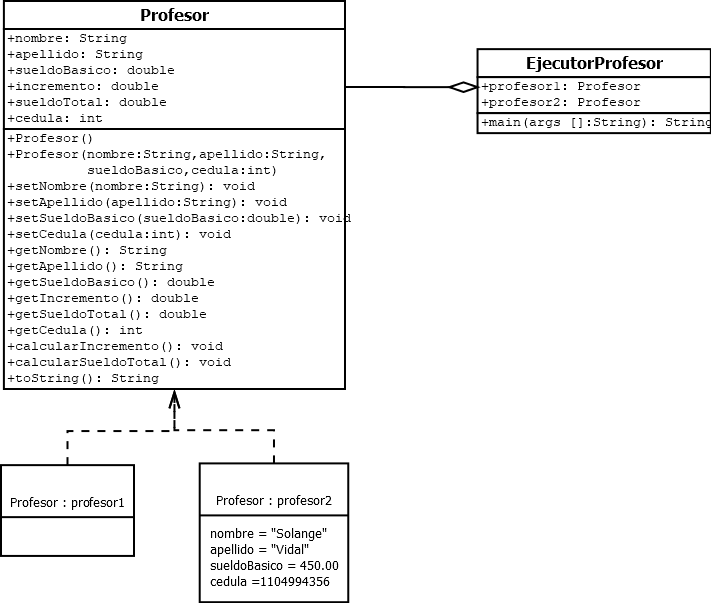 Profesor
+nombre: String
+apellido: String
+sueldoBasico: double
+incremento: double
+sueldoTotal: double
+cedula: int
+Profesor()
+Profesor(nombre:String,apellido:String,
sueldoBasico,cedula:int)
+setNombre(nombre:String): void
+setApellido(apellido:String): void
+setSueldoBasico(sueldoBasico:double): void
+setCedula(cedula:int): void
+getNombre(): String
+getApellido(): String
+getSueldoBasico(): double
+getIncremento(): double
+getSueldoTotal(): double
+getCedula(): int
+calcularIncremento(): void
+calcularSueldoTotal(): void
+toString(): String
EjecutorProfesor
+profesor1: Profesor
+profesor2: Profesor
+main(args []:String): String
Profesor : profesor1
Profesor : profesor2
nombre = "Solange"
apellido = "Vidal"
sueldoBasico = 450.00
cedula =1104994356